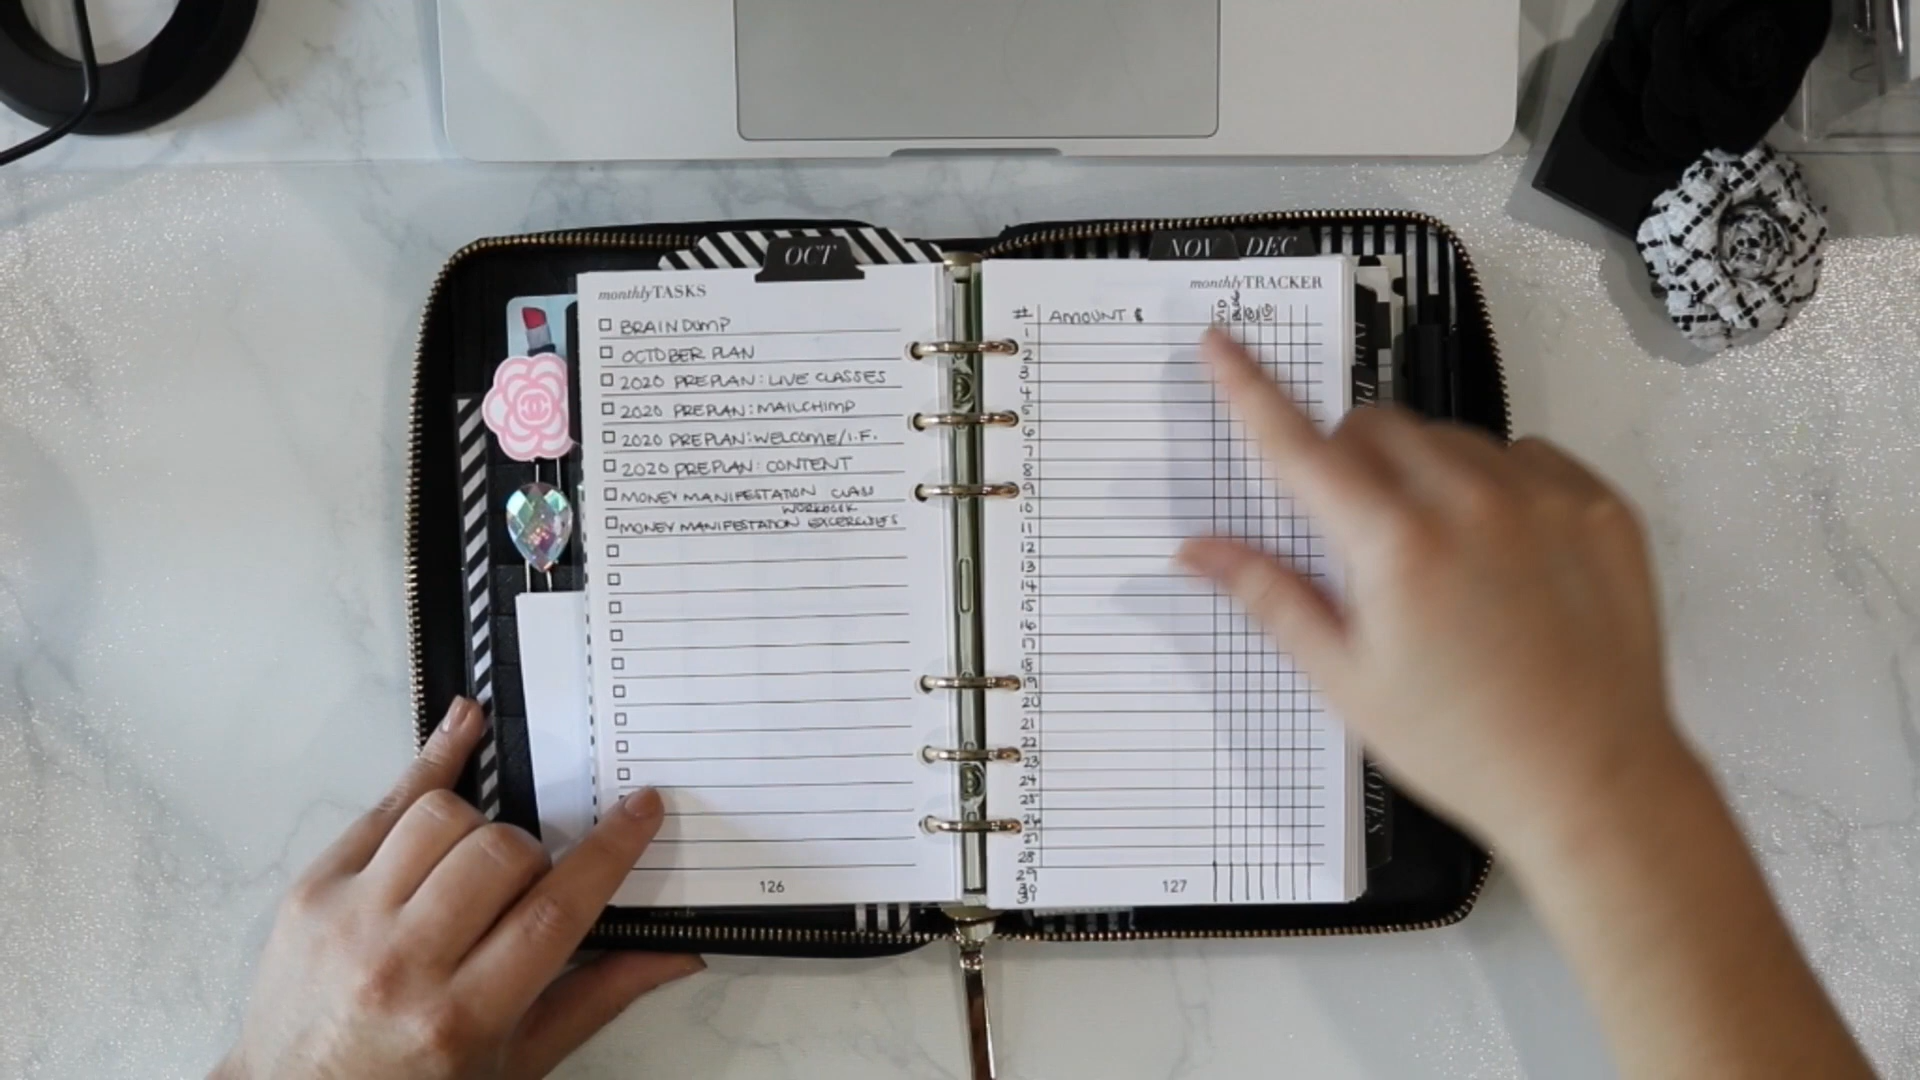 OCT
monthlyTASKS
BRAIN DUMP
OCTOBER PLAN
2020 PREPLAN: LIVE CLASSES
2020 PREPLAN: MAILCHIMP
2020 PREPLAN: WELCOME/I.F.
2020 PREPLAN: CONTENT
MONEY MANIFESTATION CLASS
WORKBOOK
MONEY MANIFESTATION EXCERCISES
126
NOV DEC
monthlyTRACKER
# AMOUNT $ VID BLOG
1
2
3
4
5
6
7
8
9
10
11
12
13
14
15
16
17
18
19
20
21
22
23
24
25
26
27
28
29
30
31
127
NOTES